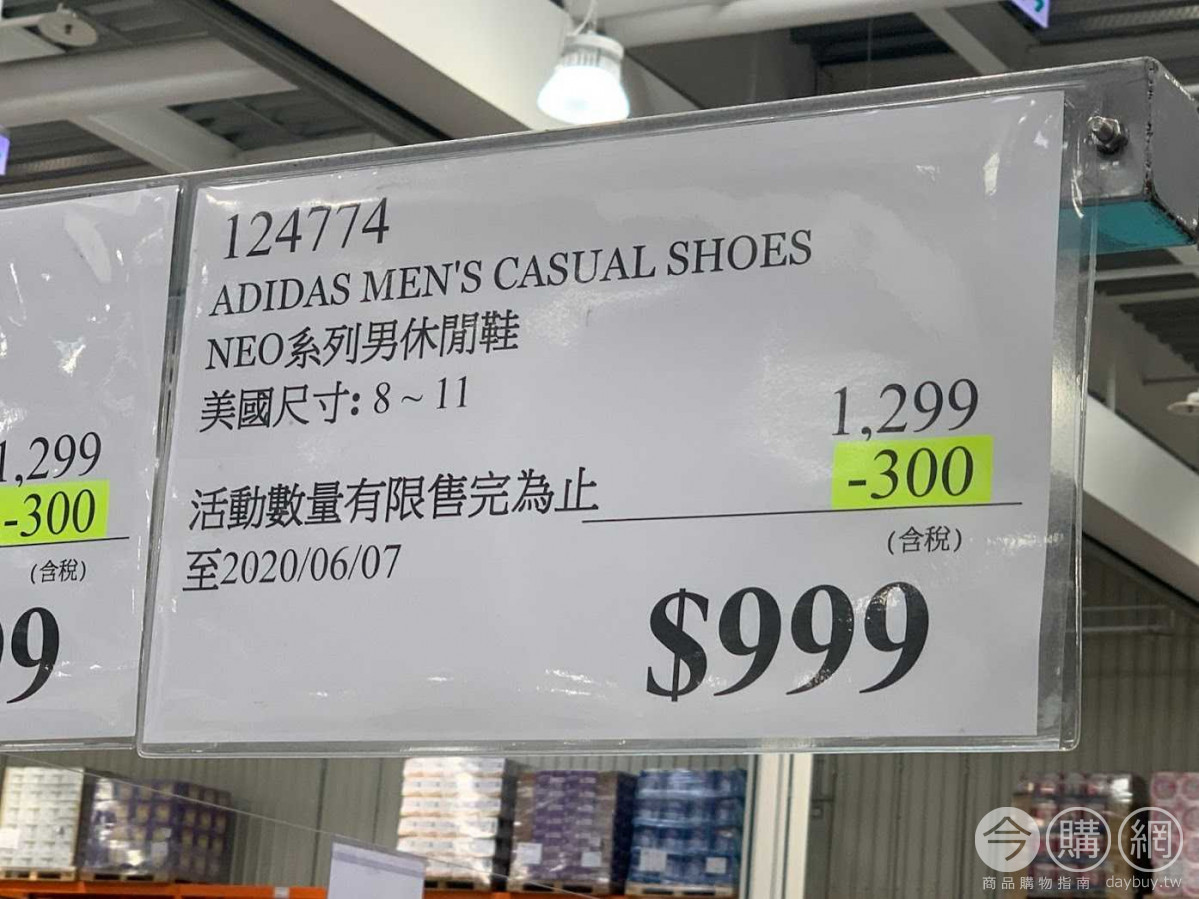 124774
ADIDAS MEN'S CASUAL SHOES
NEO系列男休閒鞋
美國尺寸: 8 ~ 11
1,299
-300
活動數量有限售完為止
(含稅)
至2020/06/07
$999
1,299
-300
(含稅)
99
今購網
商品購物指南 daybuy.tw